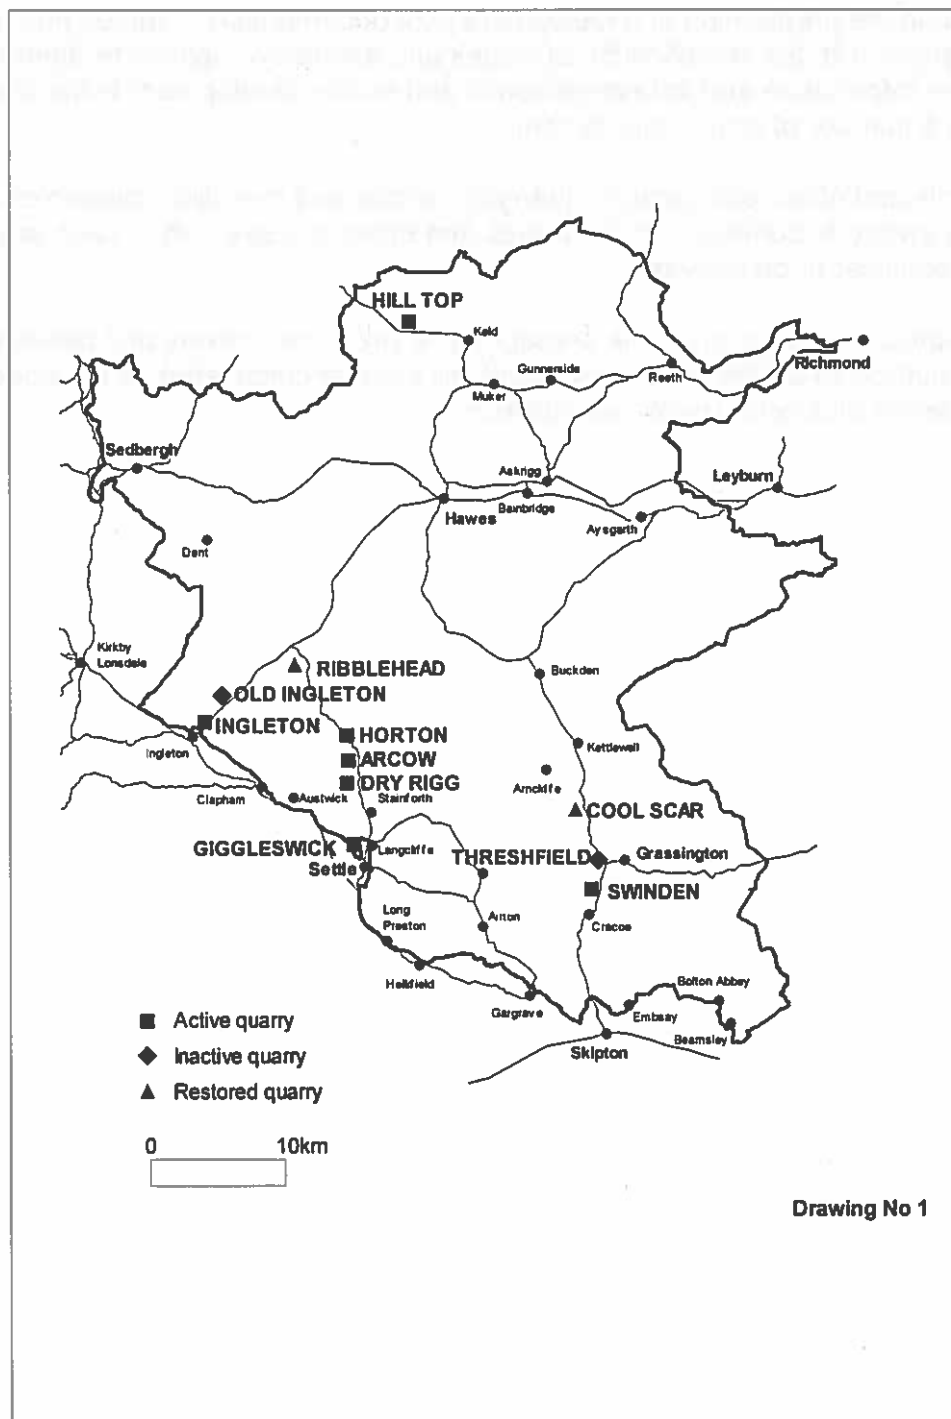 HILL TOP
Keld
Richmond
Gunnerside
Reeth
Muker
Sedbergh
Askrigg
Leyburn
Bainbridge
Hawes
Aysgarth
Dent
Kirkby
Lonsdale
RIBBLEHEAD
Buckden
OLD INGLETON
INGLETON
HORTON
Ingleton
Kettlewell
ARCOW
DRY RIGG
Arncliffe
Clapham
Austwick
Stainforth
COOL SCAR
GIGGLESWICK
Langcliffe
THRESHFIELD
Grassington
Settle
SWINDEN
Long
Preston
Airton
Cracoe
Hellifield
Bolton Abbey
Gargrave
Embsay
Beamsley
Skipton
Active quarry
Inactive quarry
Restored quarry
0 10km
Drawing No 1